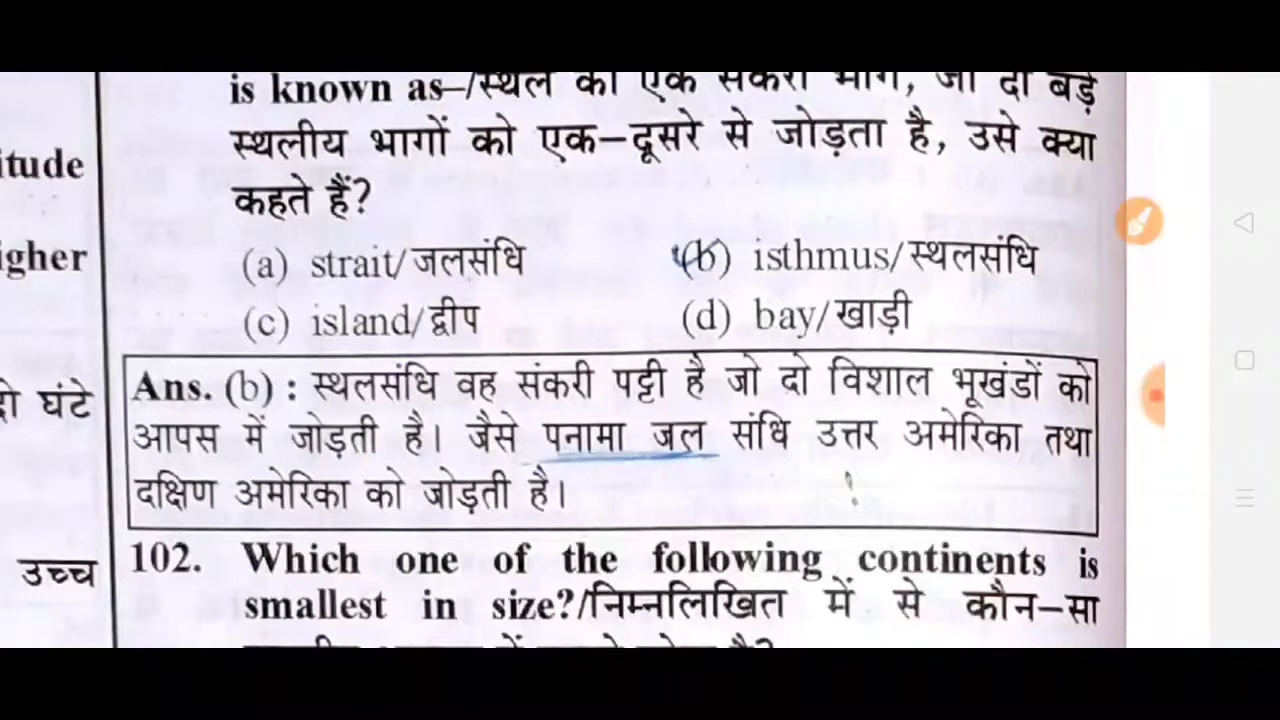 is known as–/स्थल का एक सकरा भाग, जो दो बड़े
स्थलीय भागों को एक–दूसरे से जोड़ता है, उसे क्या
कहते हैं?
(a) strait/जलसंधि
(b) isthmus/स्थलसंधि
(c) island/द्वीप
(d) bay/खाड़ी
Ans. (b) : स्थलसंधि वह संकरी पट्टी है जो दो विशाल भूखंडों को
आपस में जोड़ती है। जैसे पनामा जल संधि उत्तर अमेरिका तथा
दक्षिण अमेरिका को जोड़ती है।
102. Which one of the following continents is
smallest in size?/निम्नलिखित में से कौन–सा
itude
igher
घंटे
उच्च